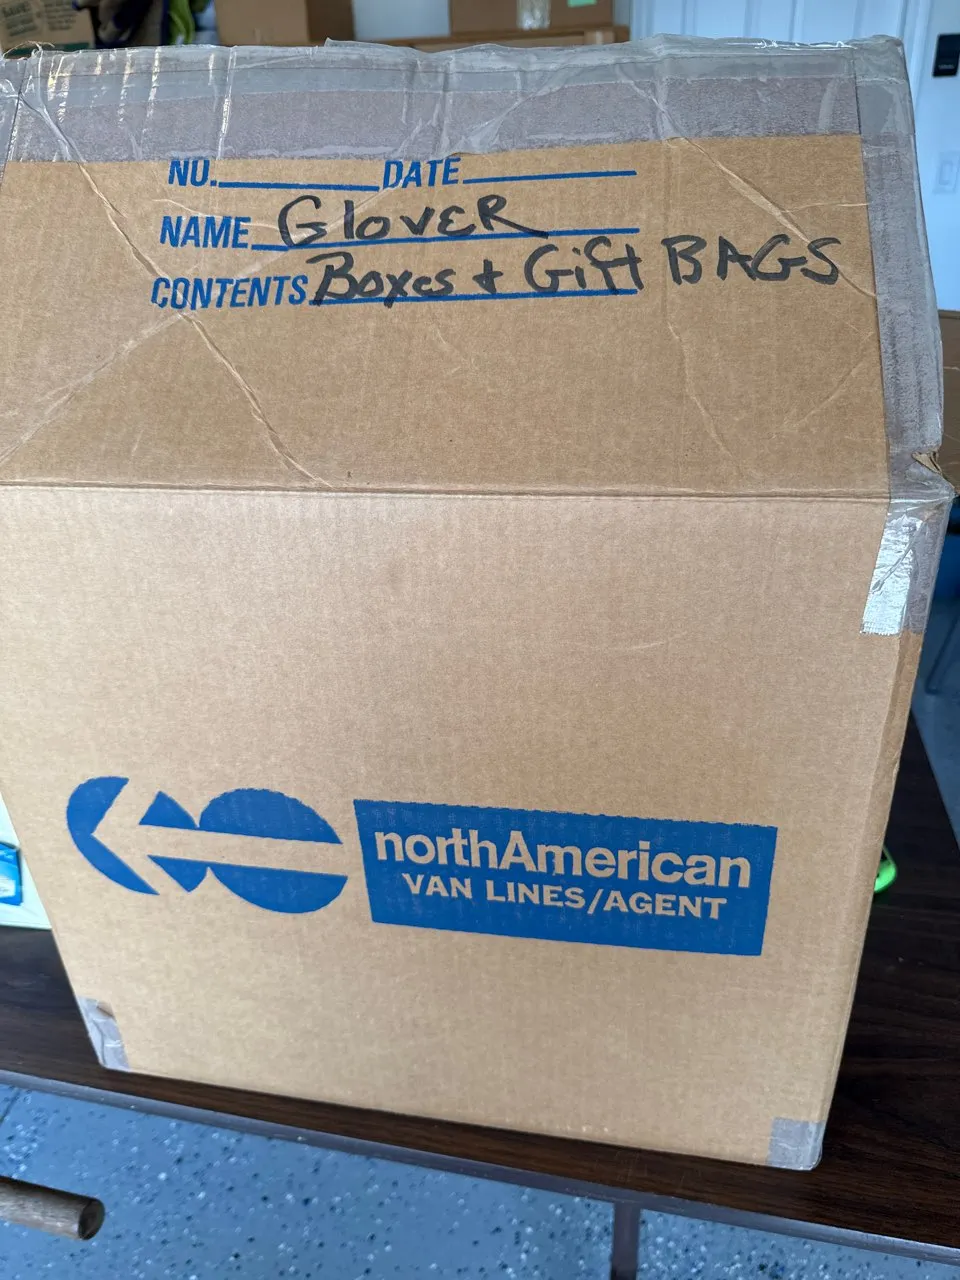 NO. DATE
NAME GloVER
CONTENTS Boxes + Gift BAGS
northAmerican
VAN LINES/AGENT